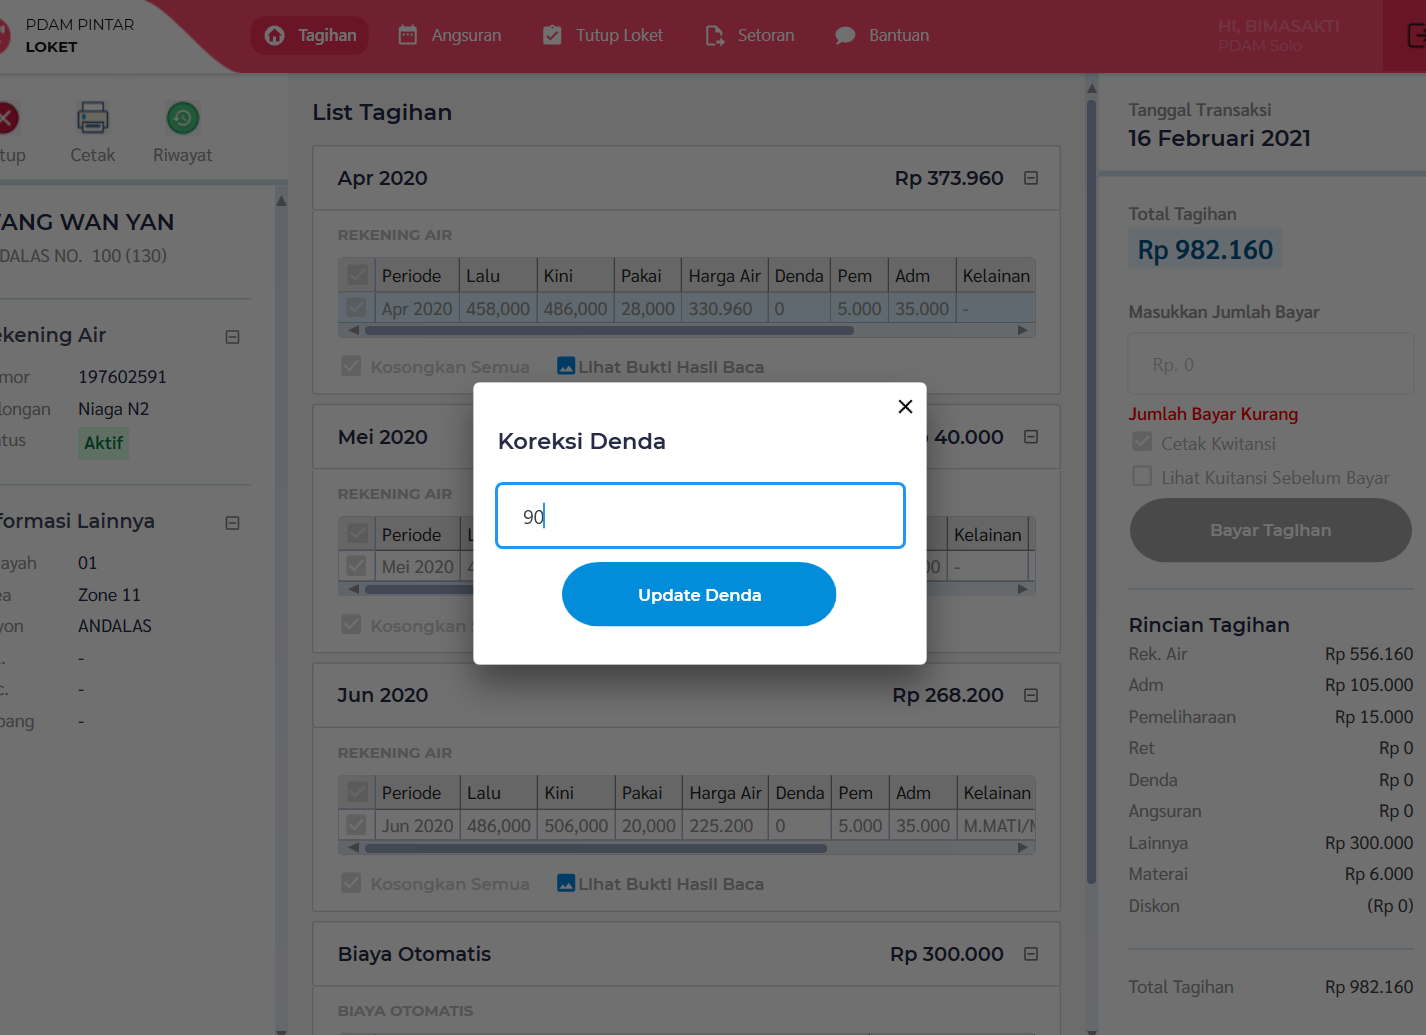 PDAM PINTAR
LOKET
Tagihan
Angsuran
Tutup Loket
Setoran
Bantuan
HI, BIMASAKTI
PDAM Solo
tup
Cetak
Riwayat
ANG WAN YAN
DALAS NO. 100 (130)
ekening Air
mor 197602591
longan Niaga N2
tus Aktif
formasi Lainnya
ayah 01
a Zone 11
yon ANDALAS
. -
c. -
bang -
List Tagihan
Apr 2020 Rp 373.960
REKENING AIR
Periode Lalu Kini Pakai Harga Air Denda Pem Adm Kelainan
Apr 2020 458,000 486,000 28,000 330.960 0 5.000 35.000 -
Kosongkan Semua Lihat Bukti Hasil Baca
Mei 2020 40.000
REKENING AIR
Periode L Kelainan
Mei 2020 4 00 -
Kosongkan S
Koreksi Denda
90
Update Denda
Jun 2020 Rp 268.200
REKENING AIR
Periode Lalu Kini Pakai Harga Air Denda Pem Adm Kelainan
Jun 2020 486,000 506,000 20,000 225.200 0 5.000 35.000 M.MATI/M
Kosongkan Semua Lihat Bukti Hasil Baca
Biaya Otomatis Rp 300.000
BIAYA OTOMATIS
Tanggal Transaksi
16 Februari 2021
Total Tagihan
Rp 982.160
Masukkan Jumlah Bayar
Rp. 0
Jumlah Bayar Kurang
Cetak Kwitansi
Lihat Kuitansi Sebelum Bayar
Bayar Tagihan
Rincian Tagihan
Rek. Air Rp 556.160
Adm Rp 105.000
Pemeliharaan Rp 15.000
Ret Rp 0
Denda Rp 0
Angsuran Rp 0
Lainnya Rp 300.000
Materai Rp 6.000
Diskon (Rp 0)
Total Tagihan Rp 982.160